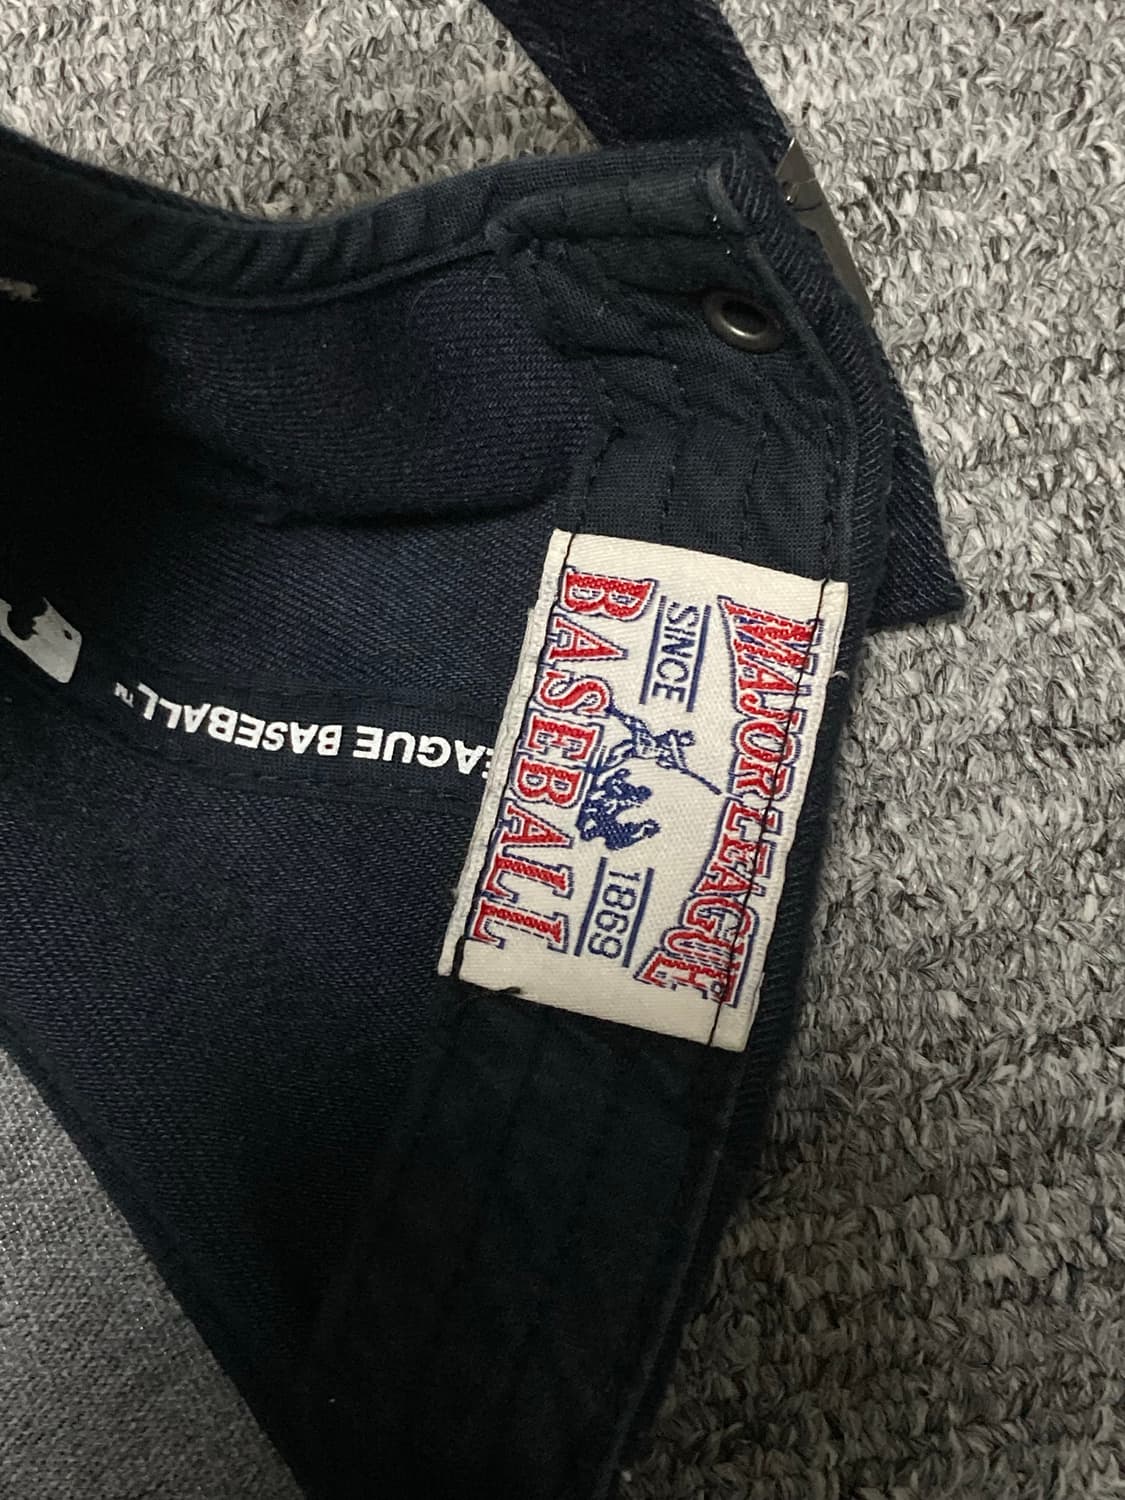 MAJOR LEAGUE
SINCE 1869
BASEBALL
EAGUE BASEBALL™